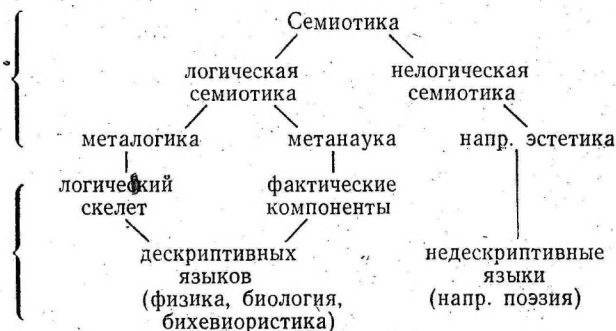 Семиотика
логическая нелогическая
семиотика семиотика
металогика метанаука напр. эстетика
логический фактические
скелет компоненты
дескриптивных недескриптивные
языков языки
(физика, биология, (напр. поэзия)
бихевиористика)